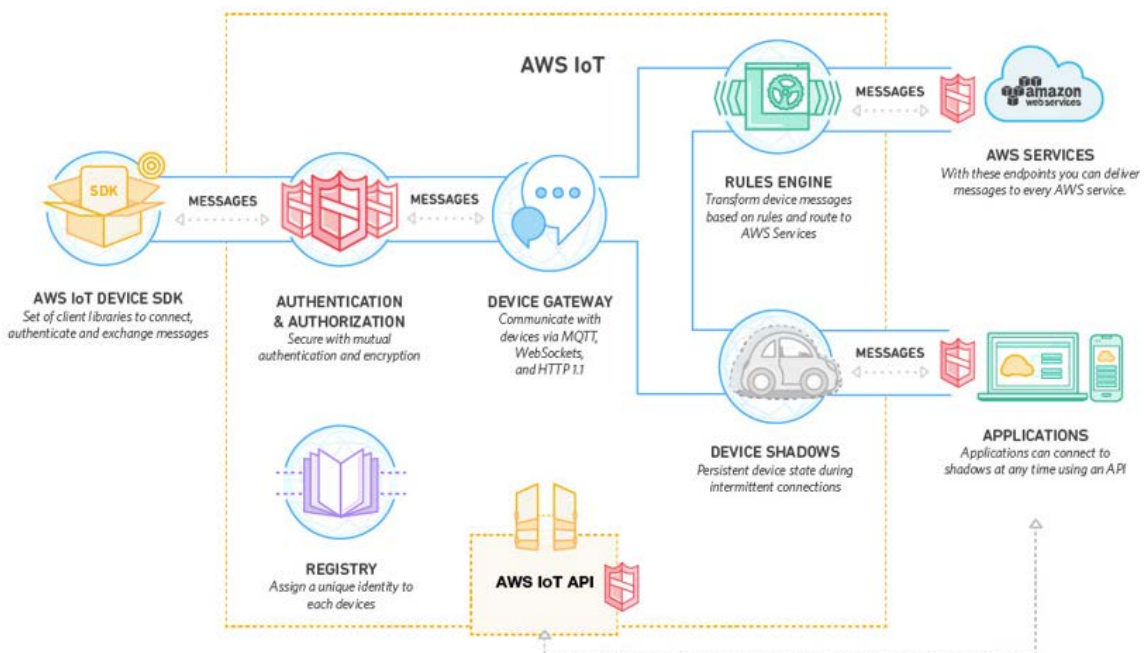 AWS IoT
MESSAGES
amazon
webservices
AWS SERVICES
With these endpoints you can deliver
messages to every AWS service.
RULES ENGINE
Transform device messages
based on rules and route to
AWS Services
SDK
MESSAGES
MESSAGES
AWS IoT DEVICE SDK
Set of client libraries to connect,
authenticate and exchange messages
AUTHENTICATION
& AUTHORIZATION
Secure with mutual
authentication and encryption
DEVICE GATEWAY
Communicate with
devices via MQTT,
WebSockets,
and HTTP 1.1
MESSAGES
DEVICE SHADOWS
Persistent device state during
intermittent connections
APPLICATIONS
Applications can connect to
shadows at any time using an API
REGISTRY
Assign a unique identity to
each devices
AWS IoT API